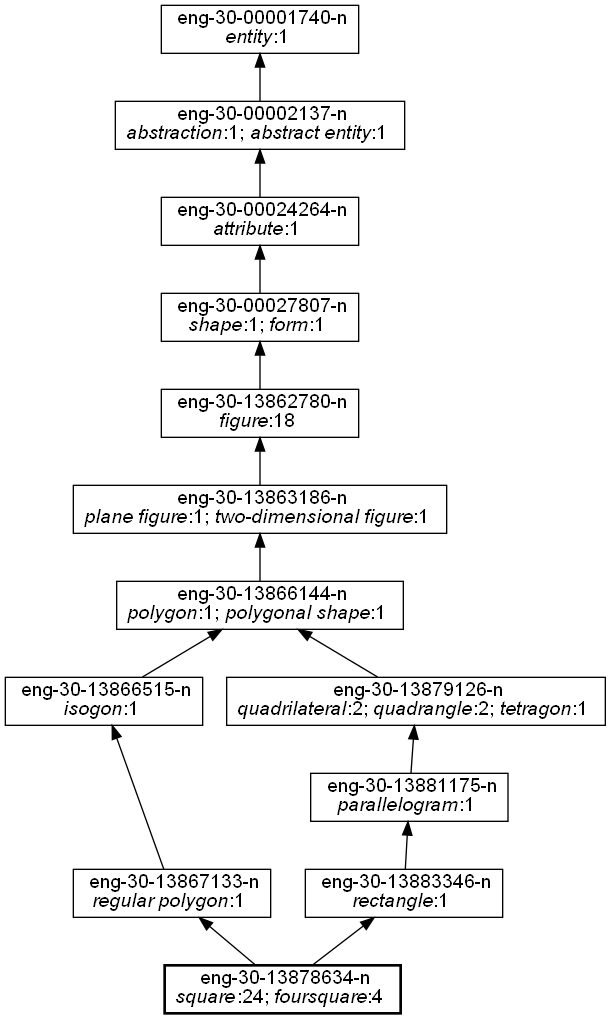 eng-30-00001740-n
entity:1
eng-30-00002137-n
abstraction:1; abstract entity:1
eng-30-00024264-n
attribute:1
eng-30-00027807-n
shape:1; form:1
eng-30-13862780-n
figure:18
eng-30-13863186-n
plane figure:1; two-dimensional figure:1
eng-30-13866144-n
polygon:1; polygonal shape:1
eng-30-13866515-n
isogon:1
eng-30-13879126-n
quadrilateral:2; quadrangle:2; tetragon:1
eng-30-13881175-n
parallelogram:1
eng-30-13867133-n
regular polygon:1
eng-30-13883346-n
rectangle:1
eng-30-13878634-n
square:24; foursquare:4